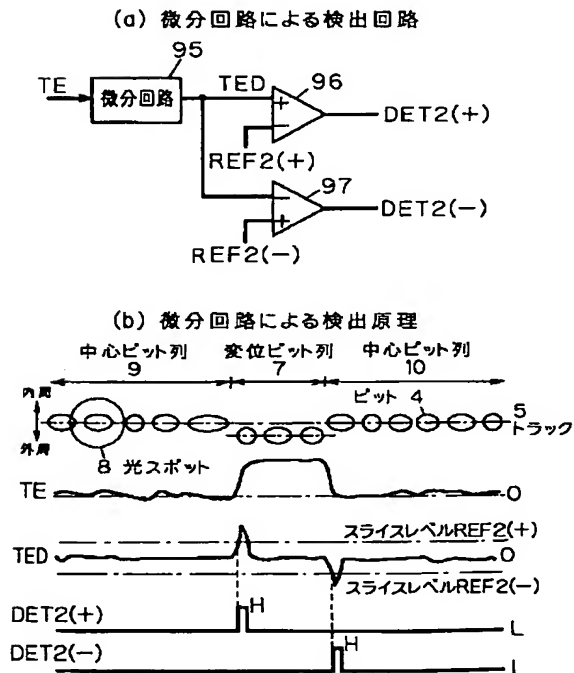 (a) 微分回路による検出回路
95
TE
微分回路
TED
96
+
−
DET2(+)
REF2(+)
97
−
+
DET2(−)
REF2(−)
(b) 微分回路による検出原理
中心ピット列 変位ピット列 中心ピット列
9 7 10
内周
ピット 4
5
トラック
外周
8 光スポット
TE
0
スライスレベルREF2(+)
TED
0
スライスレベルREF2(−)
DET2(+)
H
L
DET2(−)
H
L